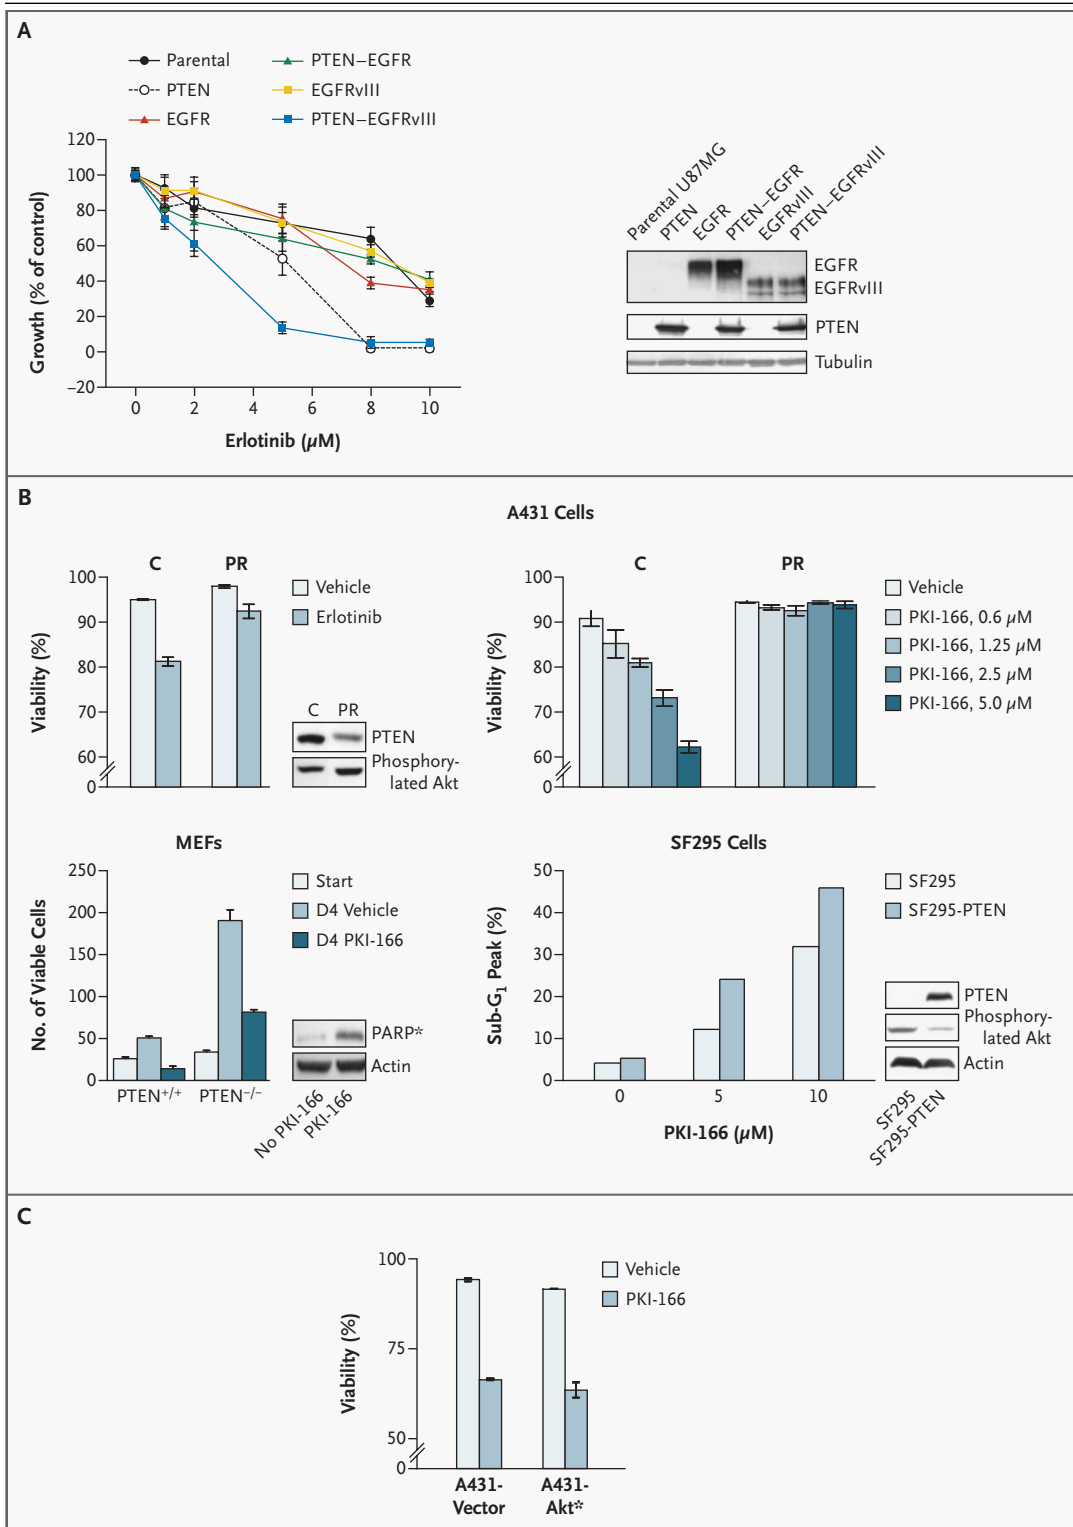 A
Parental
PTEN
EGFR
PTEN–EGFR
EGFRvIII
PTEN–EGFRvIII
Growth (% of control)
120
100
80
60
40
20
0
–20
0
2
4
6
8
10
Erlotinib (µM)
Parental U87MG
PTEN
EGFR
PTEN–EGFR
EGFRvIII
PTEN–EGFRvIII
EGFR
EGFRvIII
PTEN
Tubulin
B
A431 Cells
C
PR
Vehicle
Erlotinib
Viability (%)
100
90
80
70
60
0
C PR
PTEN
Phosphory-
lated Akt
C
PR
Vehicle
PKI-166, 0.6 µM
PKI-166, 1.25 µM
PKI-166, 2.5 µM
PKI-166, 5.0 µM
Viability (%)
100
90
80
70
60
0
MEFs
No. of Viable Cells
250
200
150
100
50
0
Start
D4 Vehicle
D4 PKI-166
PTEN+/+
PTEN−/−
PARP*
Actin
No PKI-166
PKI-166
SF295 Cells
Sub-G1 Peak (%)
50
40
30
20
10
0
0
5
10
PKI-166 (µM)
SF295
SF295-PTEN
PTEN
Phosphory-
lated Akt
Actin
SF295
SF295-PTEN
C
Viability (%)
100
75
50
0
Vehicle
PKI-166
A431-
Vector
A431-
Akt*